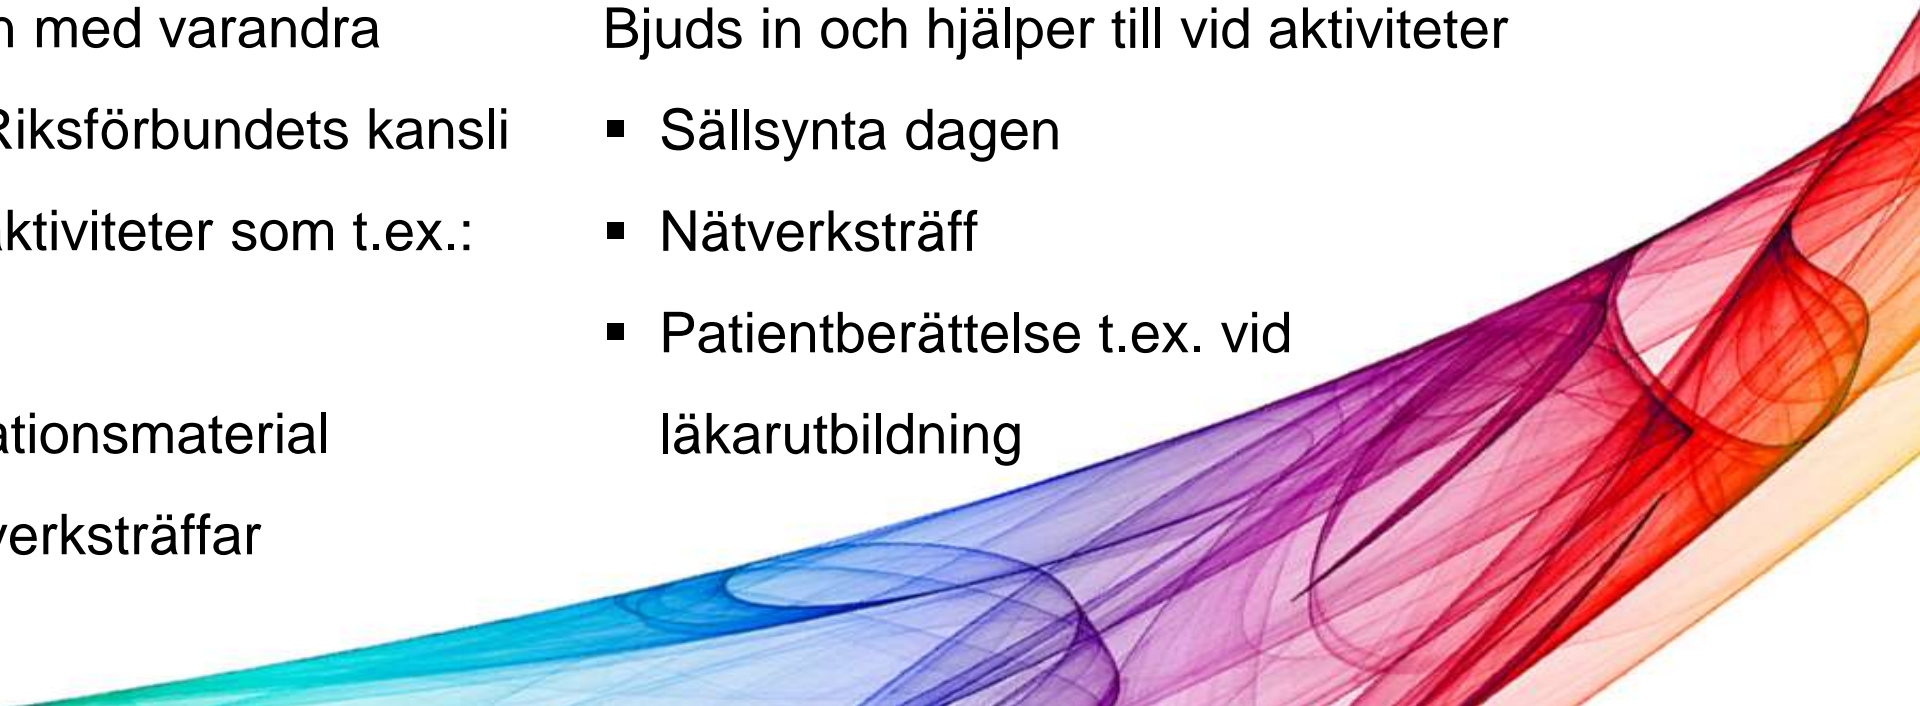 n med varandra
Riksförbundets kansli
aktiviteter som t.ex.:
ationsmaterial
verksträffar
Bjuds in och hjälper till vid aktiviteter
▪ Sällsynta dagen
▪ Nätverksträff
▪ Patientberättelse t.ex. vid
läkarutbildning